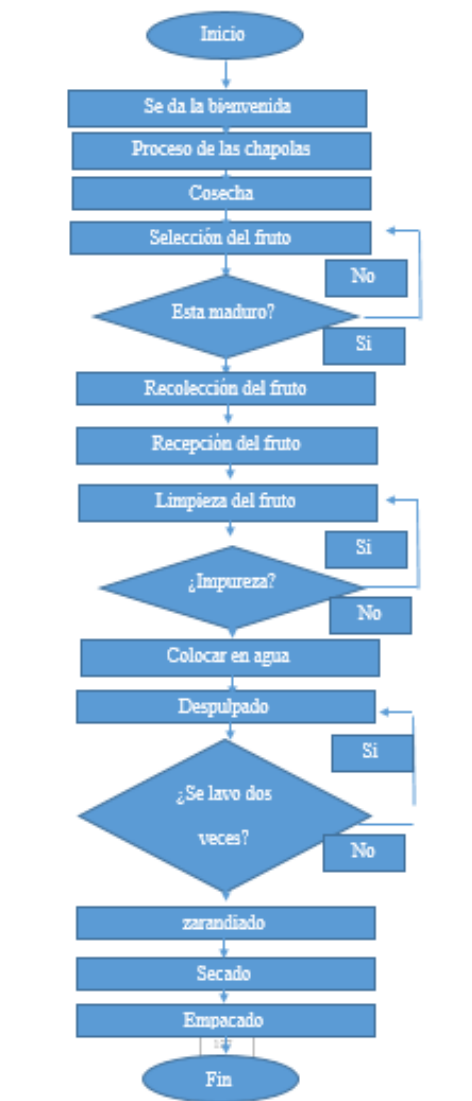 Inicio
Se da la bienvenida
Proceso de las chapolas
Cosecha
Selección del fruto
No
Esta maduro?
Si
Recolección del fruto
Recepción del fruto
Limpieza del fruto
Si
¿Impureza?
No
Colocar en agua
Despulpado
Si
¿Se lavo dos
veces?
No
zarandiado
Secado
Empacado
Fin